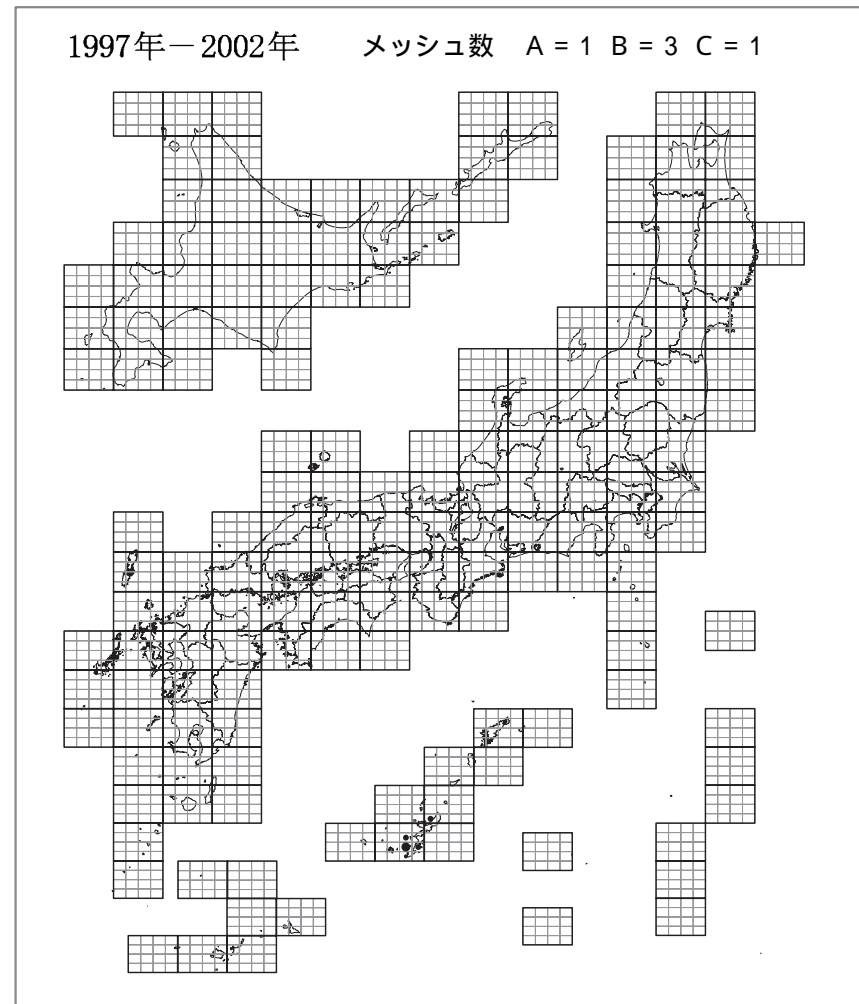 1997年－2002年 メッシュ数 A = 1 B = 3 C = 1